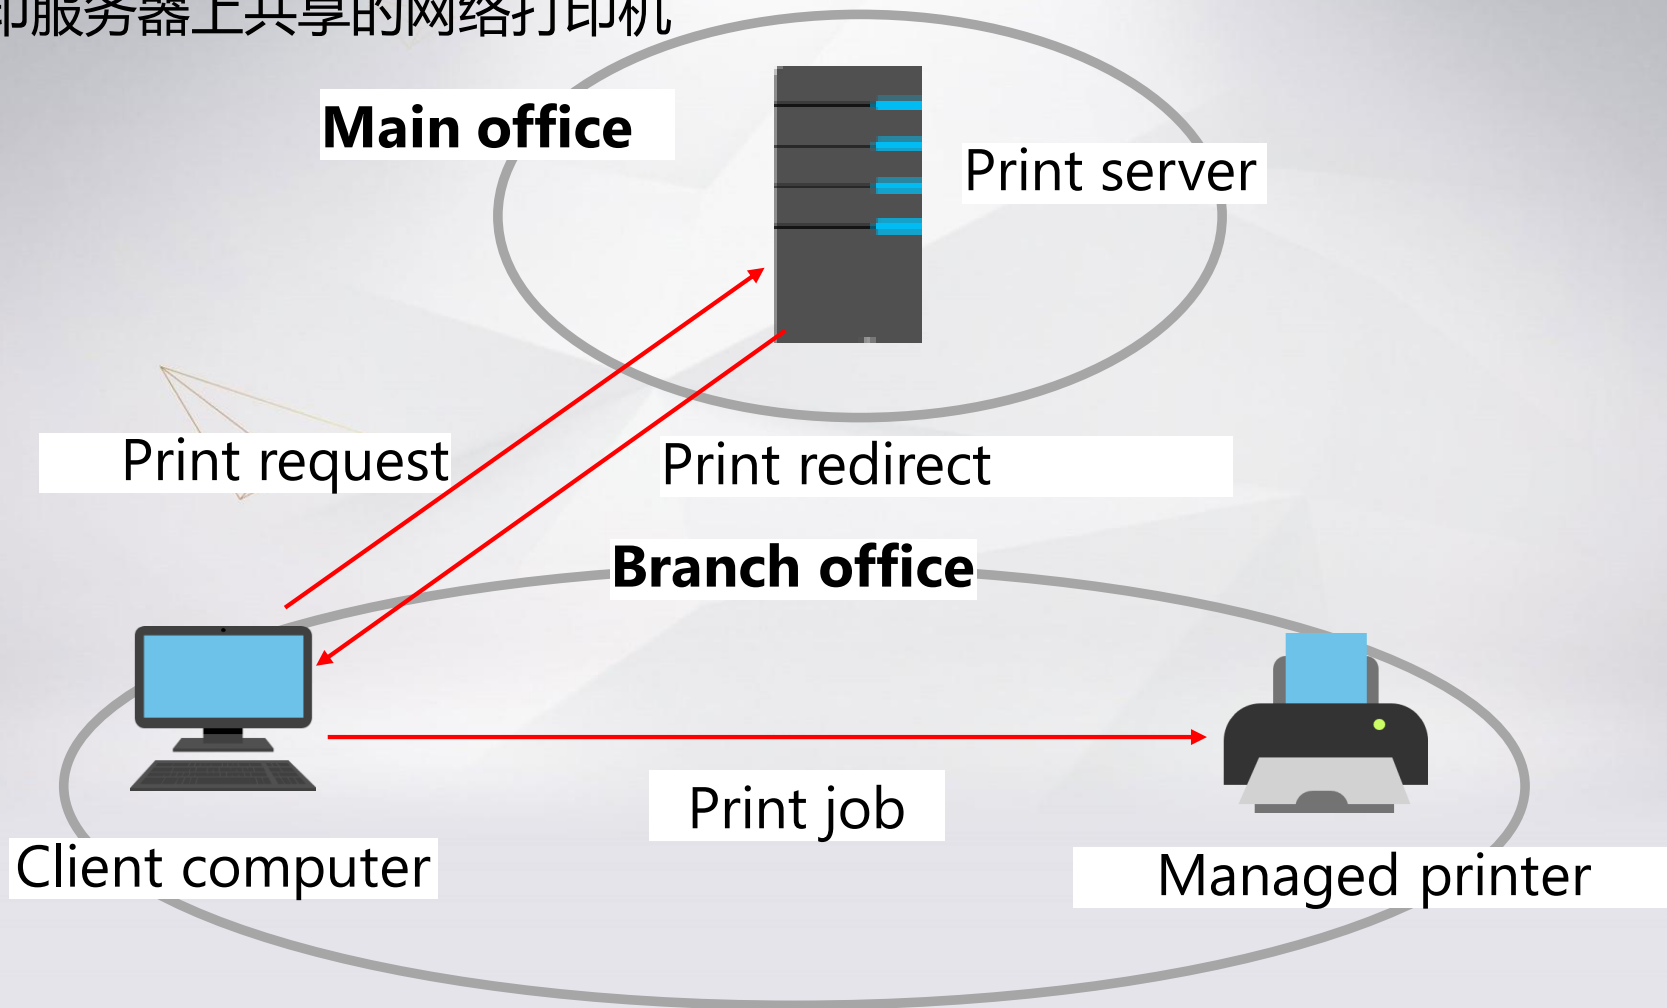 印服务器上共享的网络打印机
Main office
Print server
Print request
Print redirect
Branch office
Print job
Client computer
Managed printer